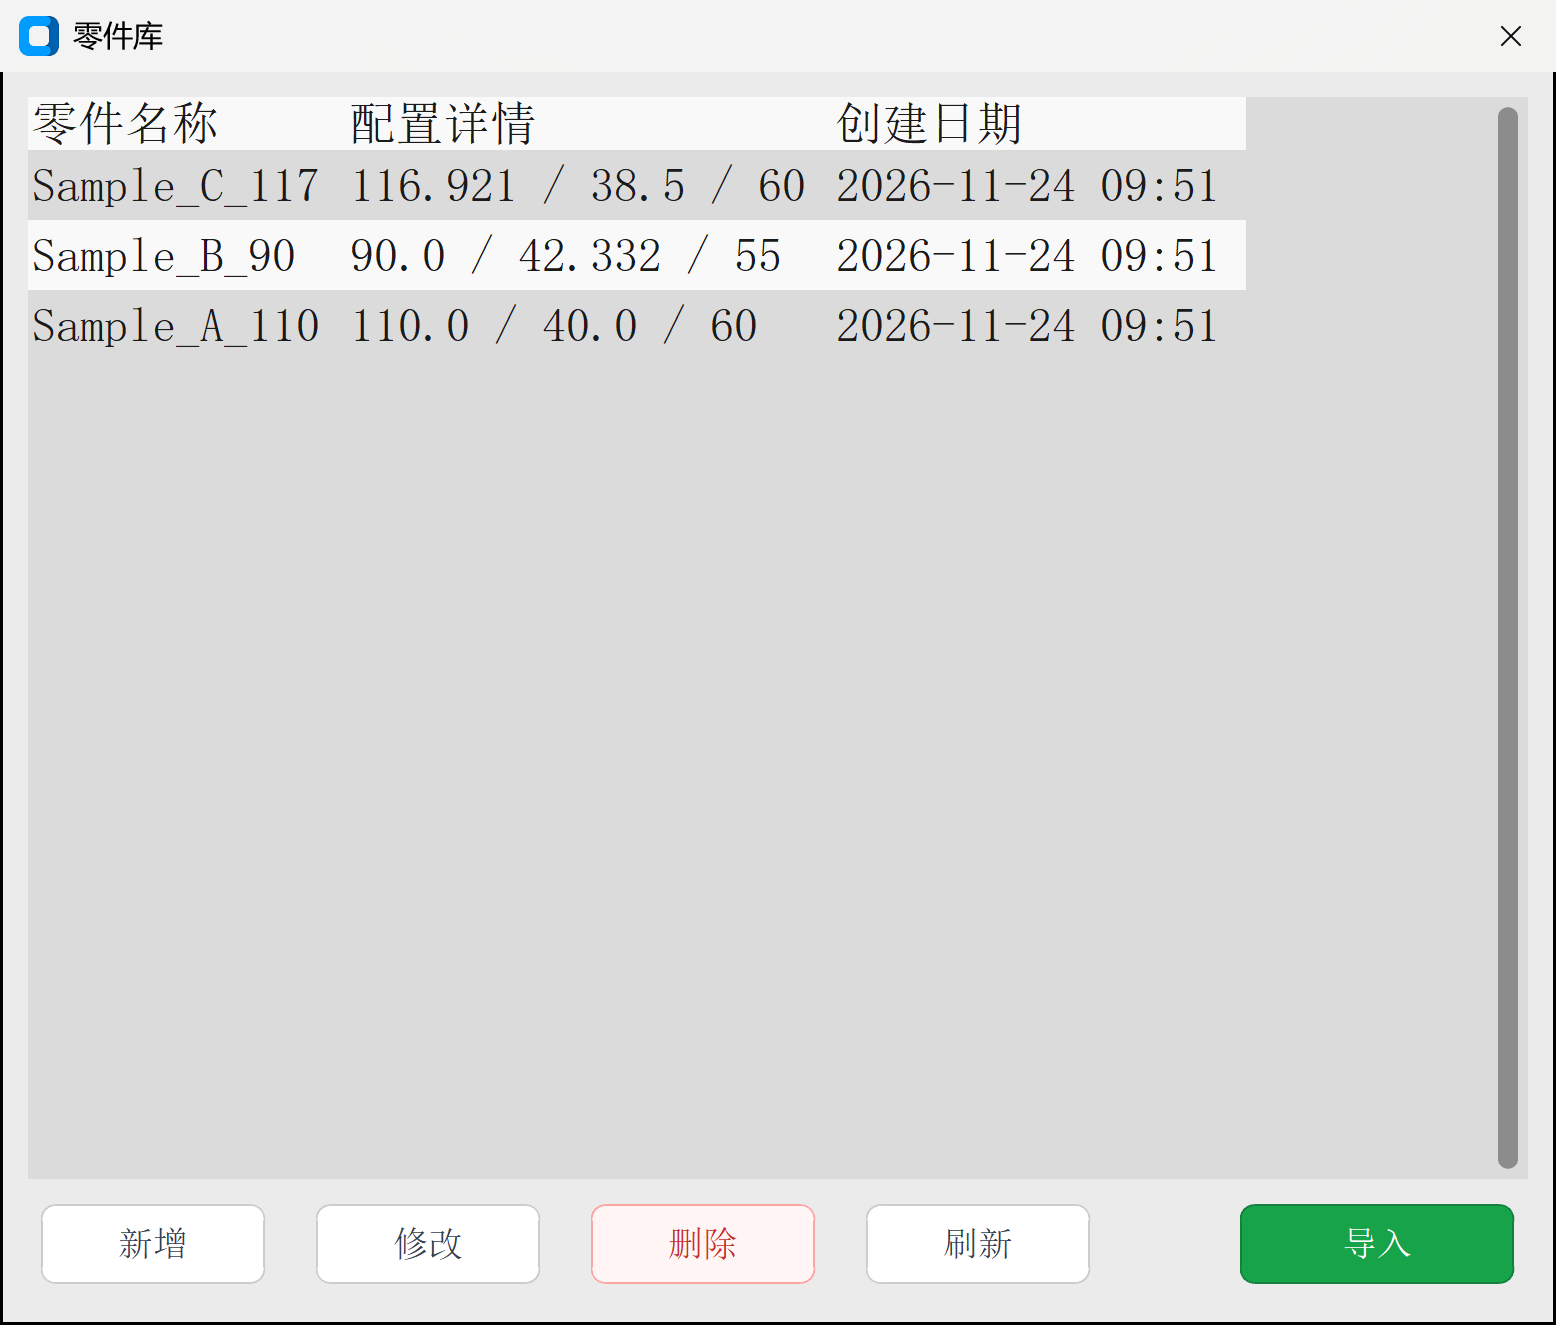 零件库
零件名称 配置详情 创建日期
Sample_C_117 116.921 / 38.5 / 60 2026-11-24 09:51
Sample_B_90 90.0 / 42.332 / 55 2026-11-24 09:51
Sample_A_110 110.0 / 40.0 / 60 2026-11-24 09:51
新增 修改 删除 刷新 导入